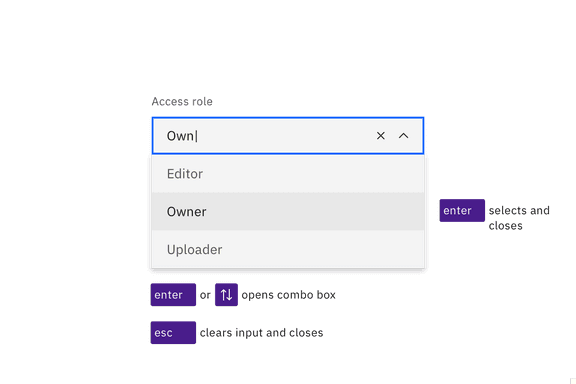 Access role
Own
Editor
Owner
Uploader
enter selects and
closes
enter or ↑↓ opens combo box
esc clears input and closes